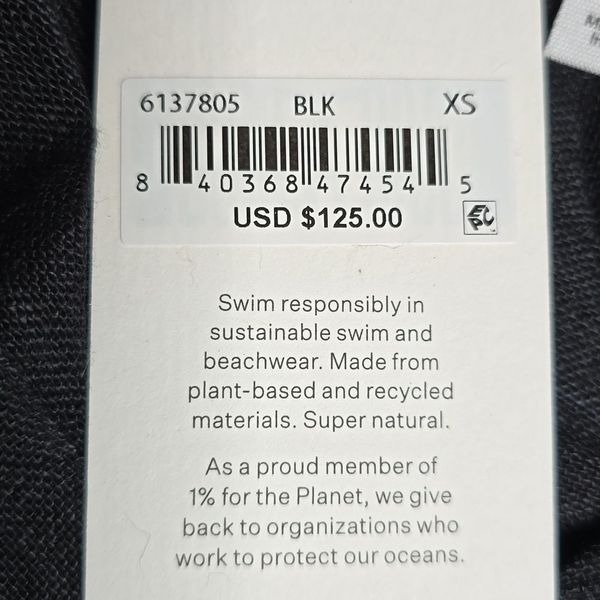 6137805 BLK XS
8 40368 47454 5
USD $125.00
EPC
Swim responsibly in
sustainable swim and
beachwear. Made from
plant-based and recycled
materials. Super natural.
As a proud member of
1% for the Planet, we give
back to organizations who
work to protect our oceans.